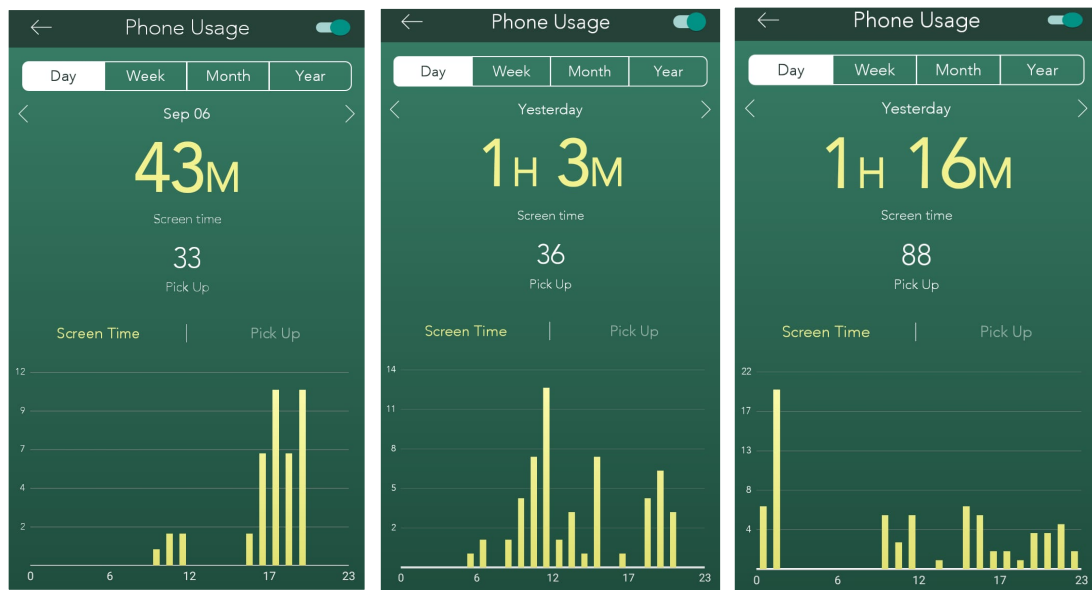 Phone Usage
Day Week Month Year
Sep 06
43M
Screen time
33
Pick Up
Screen Time Pick Up
12
9
7
4
2
0 6 12 17 23
Phone Usage
Day Week Month Year
Yesterday
1H 3M
Screen time
36
Pick Up
Screen Time Pick Up
14
11
8
5
2
0 6 12 17 23
Phone Usage
Day Week Month Year
Yesterday
1H 16M
Screen time
88
Pick Up
Screen Time Pick Up
22
17
13
8
4
0 6 12 17 23